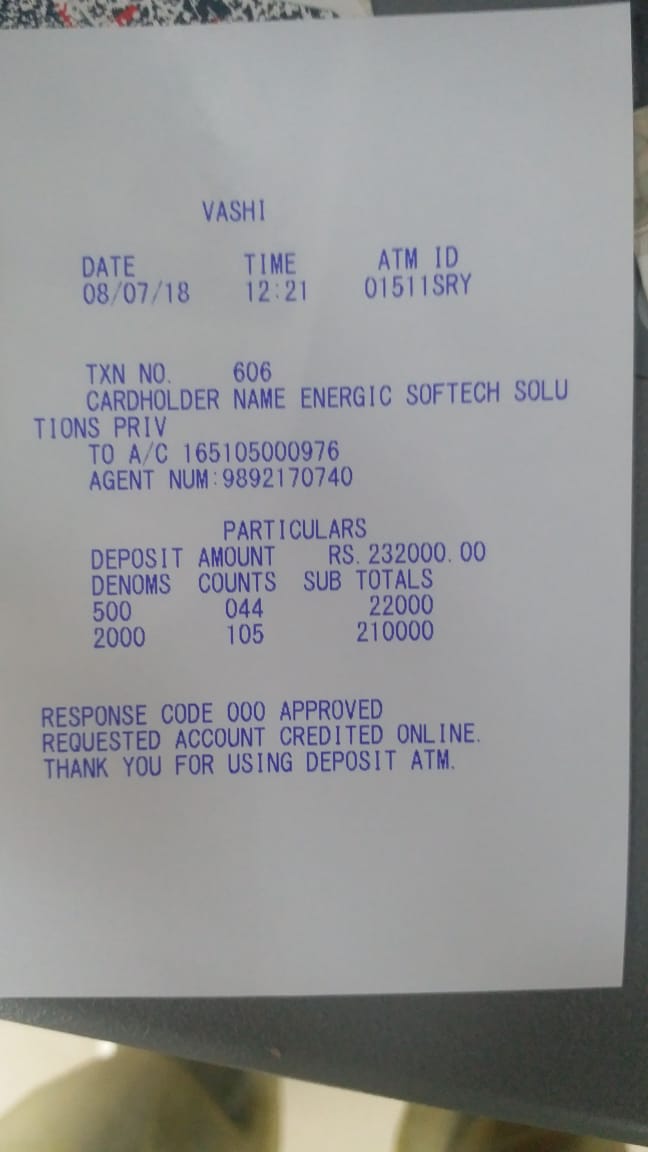 VASHI
DATE TIME ATM ID
08/07/18 12:21 01511SRY
TXN NO. 606
CARDHOLDER NAME ENERGIC SOFTECH SOLU
TIONS PRIV
TO A/C 165105000976
AGENT NUM:9892170740
PARTICULARS
DEPOSIT AMOUNT RS.232000.00
DENOMS COUNTS SUB TOTALS
500 044 22000
2000 105 210000
RESPONSE CODE 000 APPROVED
REQUESTED ACCOUNT CREDITED ONLINE.
THANK YOU FOR USING DEPOSIT ATM.